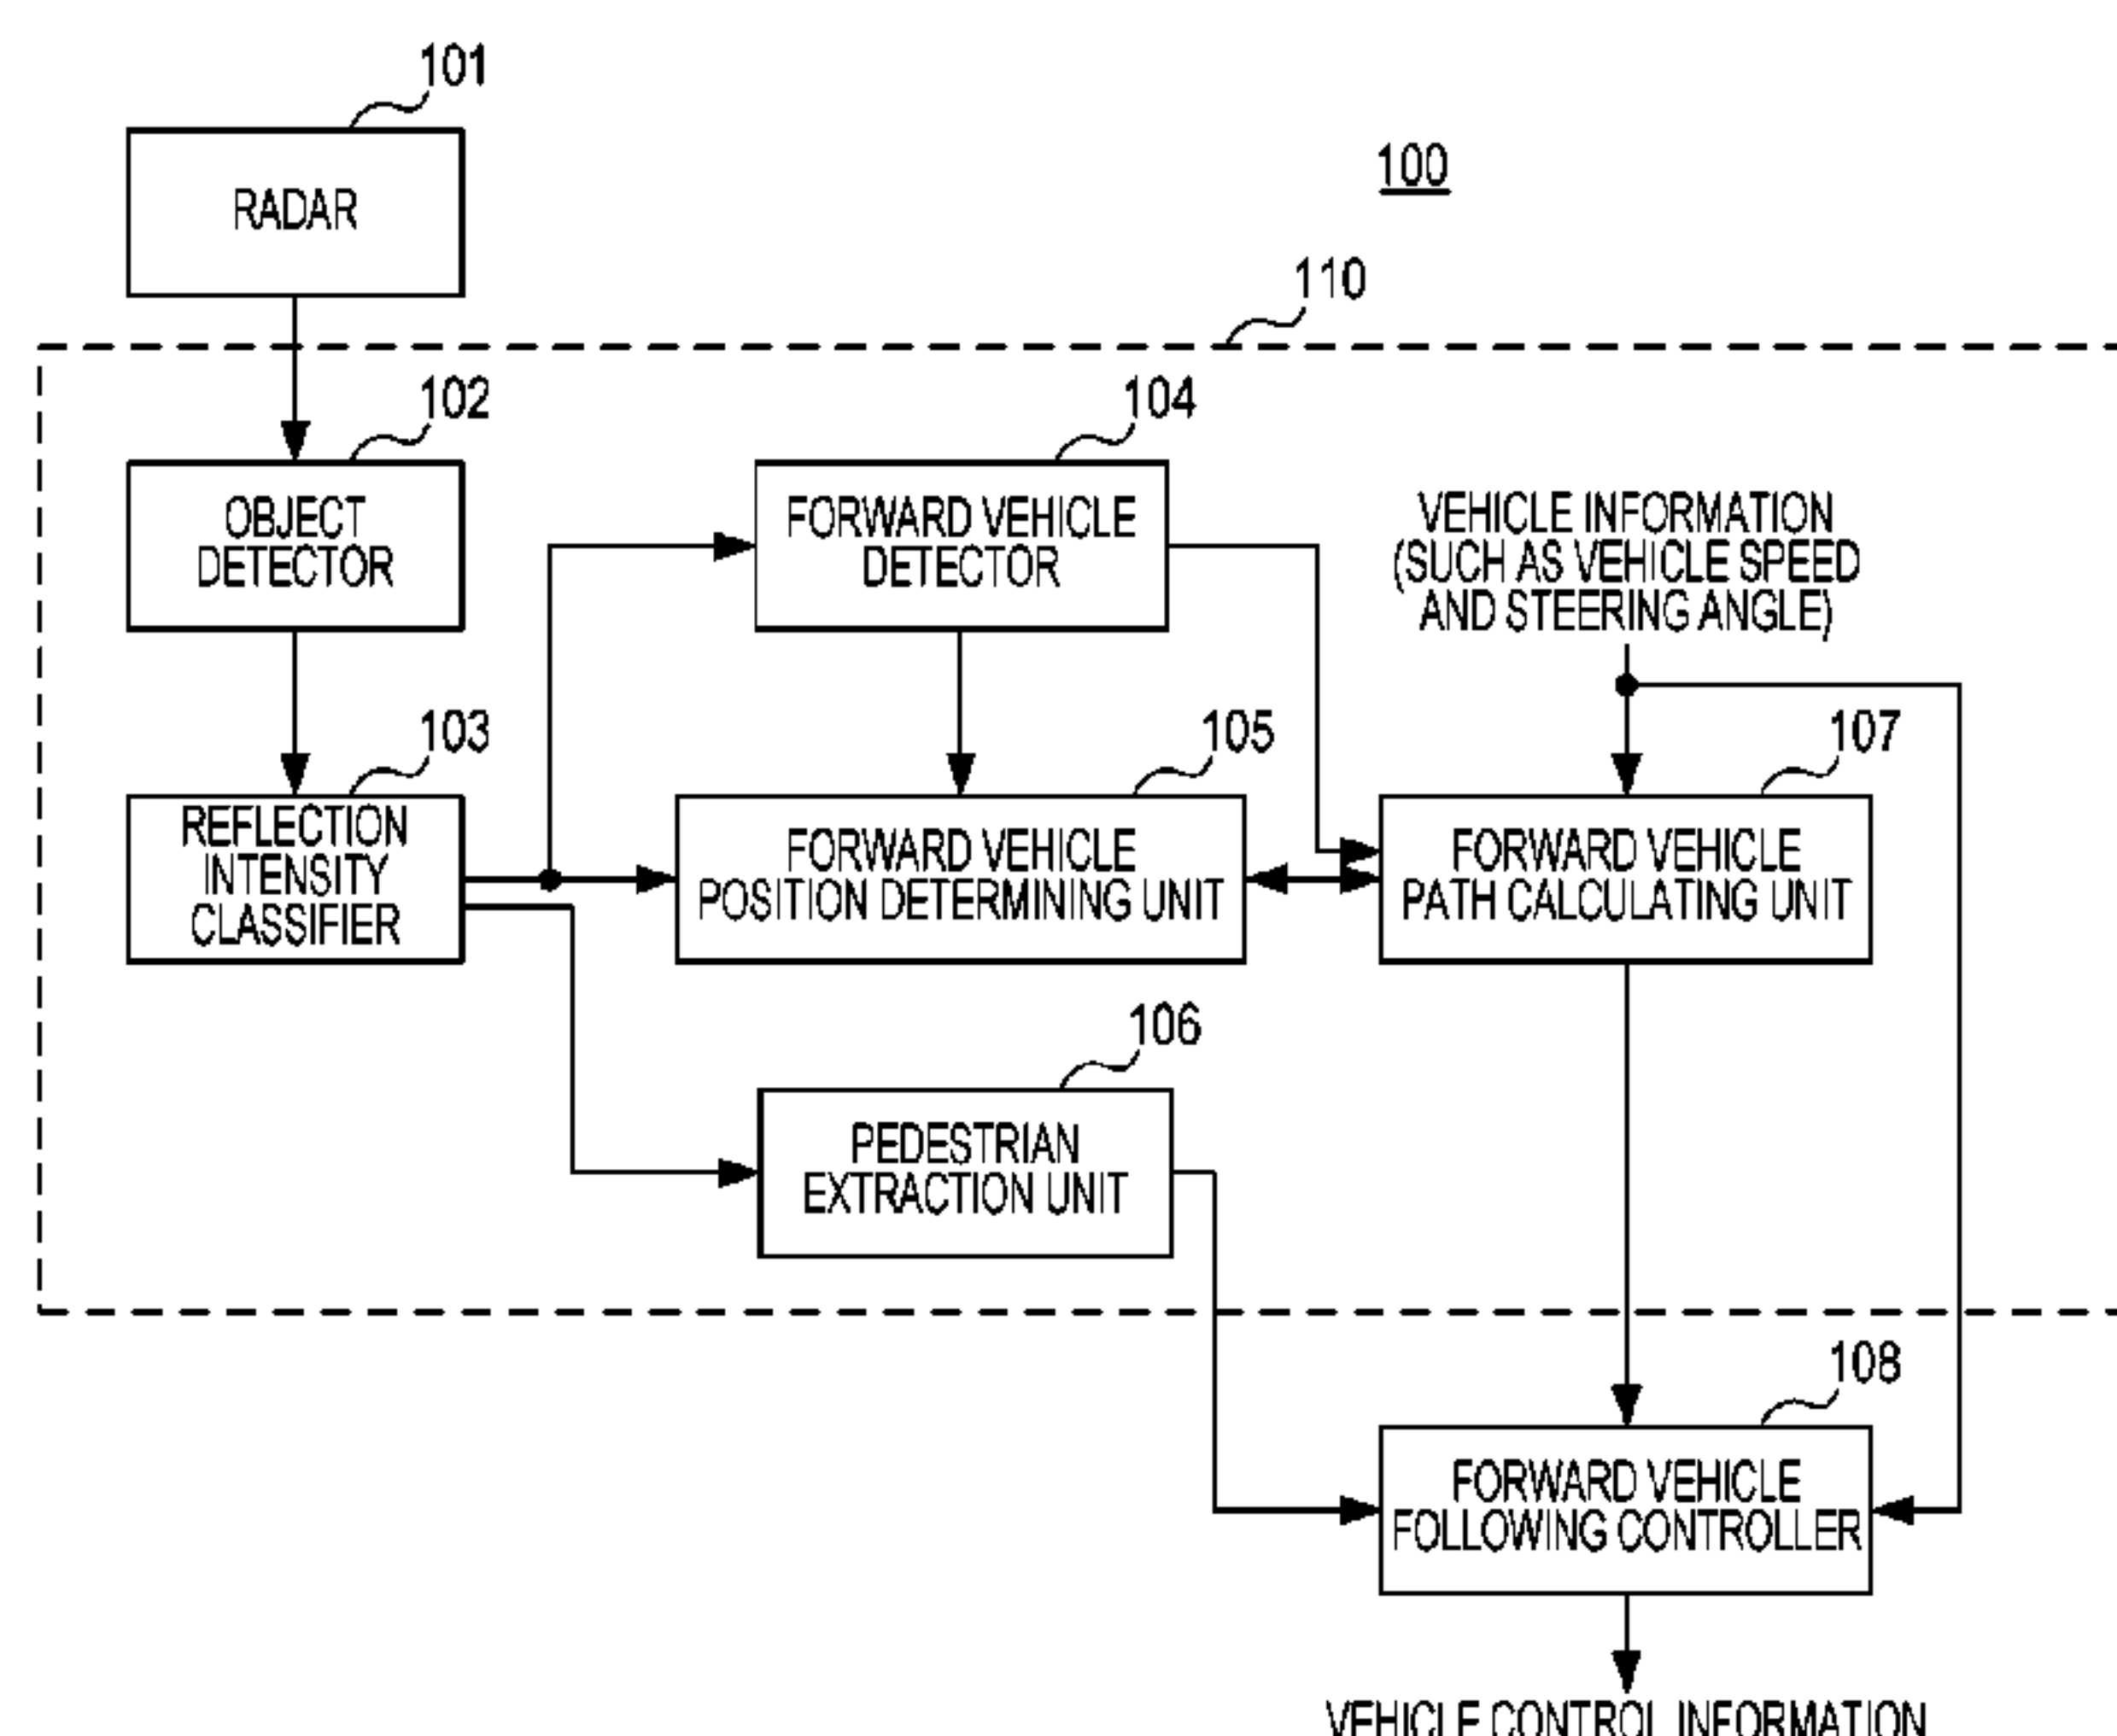 101
RADAR
100
110
102
OBJECT
DETECTOR
104
FORWARD VEHICLE
DETECTOR
VEHICLE INFORMATION
(SUCH AS VEHICLE SPEED
AND STEERING ANGLE)
103
REFLECTION
INTENSITY
CLASSIFIER
105
FORWARD VEHICLE
POSITION DETERMINING UNIT
107
FORWARD VEHICLE
PATH CALCULATING UNIT
106
PEDESTRIAN
EXTRACTION UNIT
108
FORWARD VEHICLE
FOLLOWING CONTROLLER
VEHICLE CONTROL INFORMATION